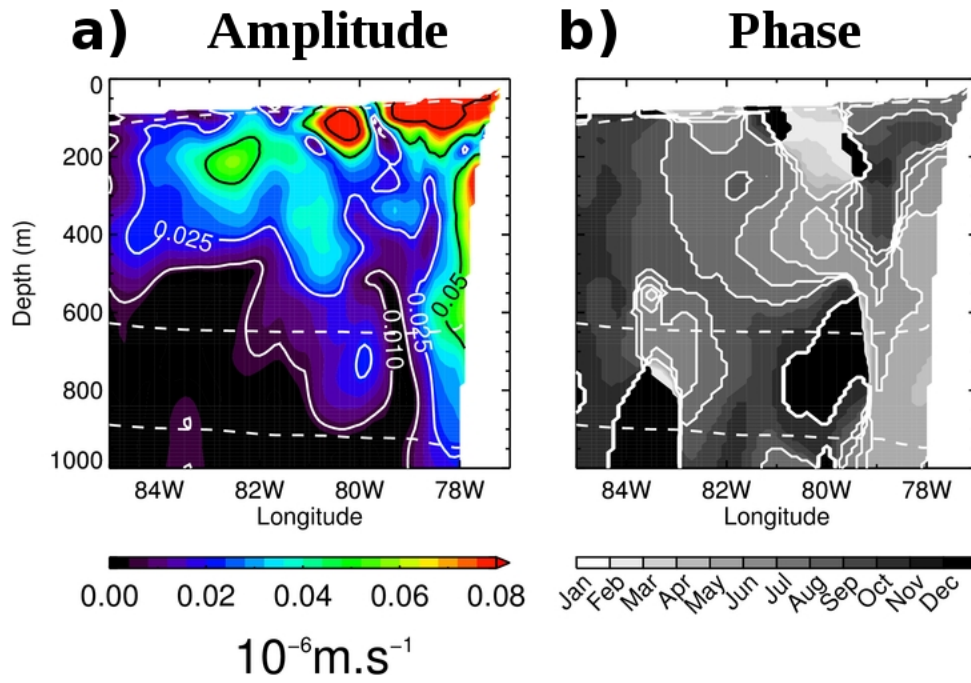 a) Amplitude
b) Phase
0
200
400
600
800
1000
Depth (m)
0.025
0.05
0.025
0.010
84W 82W 80W 78W
Longitude
84W 82W 80W 78W
Longitude
0.00 0.02 0.04 0.06 0.08
10⁻⁶m.s⁻¹
Jan Feb Mar Apr May Jun Jul Aug Sep Oct Nov Dec